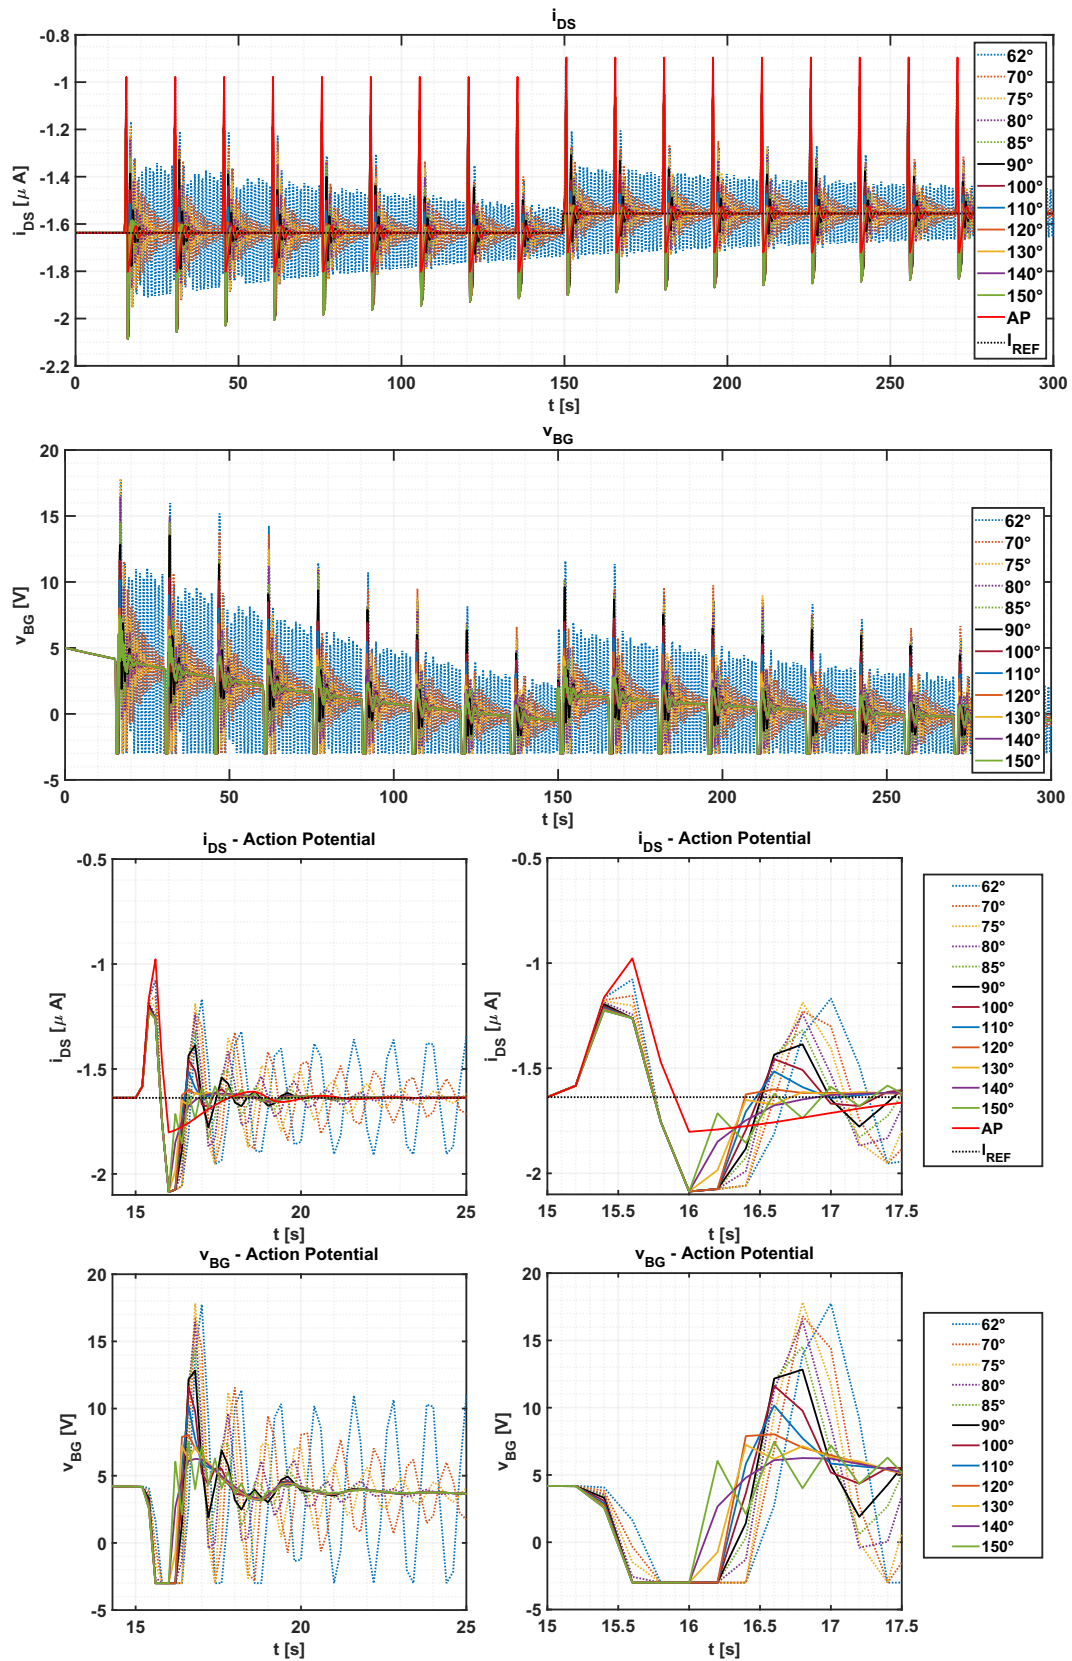 i_DS
i_DS [μ A]
-0.8
-1
-1.2
-1.4
-1.6
-1.8
-2
-2.2
0 50 100 150 200 250 300
t [s]
62°
70°
75°
80°
85°
90°
100°
110°
120°
130°
140°
150°
AP
I_REF
v_BG
v_BG [V]
20
15
10
5
0
-5
0 50 100 150 200 250 300
t [s]
62°
70°
75°
80°
85°
90°
100°
110°
120°
130°
140°
150°
i_DS - Action Potential
i_DS [μ A]
-0.5
-1
-1.5
-2
15 20 25
t [s]
i_DS - Action Potential
i_DS [μ A]
-0.5
-1
-1.5
-2
15 15.5 16 16.5 17 17.5
t [s]
62°
70°
75°
80°
85°
90°
100°
110°
120°
130°
140°
150°
AP
I_REF
v_BG - Action Potential
v_BG [V]
20
15
10
5
0
-5
15 20 25
t [s]
v_BG - Action Potential
v_BG [V]
20
15
10
5
0
-5
15 15.5 16 16.5 17 17.5
t [s]
62°
70°
75°
80°
85°
90°
100°
110°
120°
130°
140°
150°